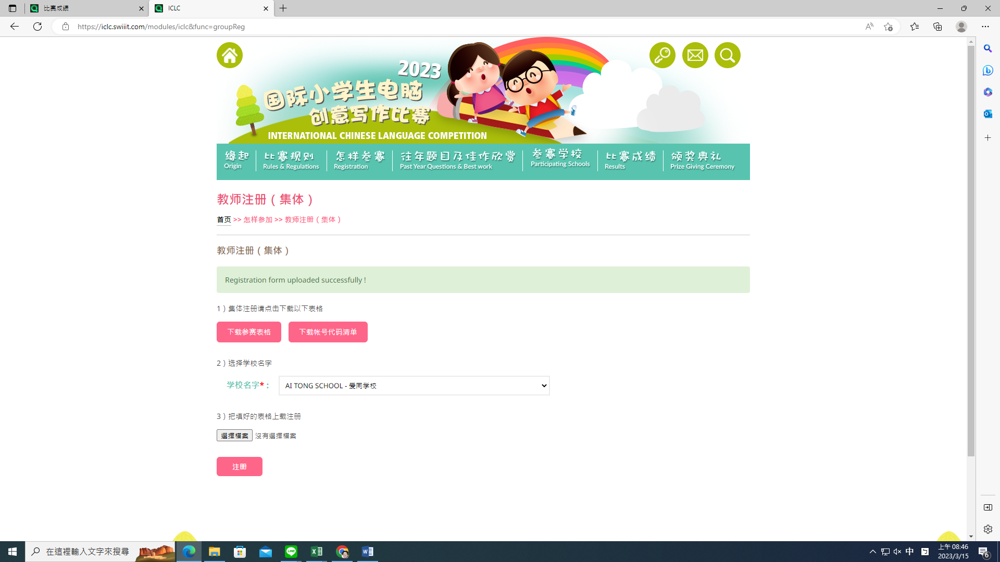 比赛成绩
ICLC
https://iclc.swiiit.com/modules/iclc&func=groupReg
2023
国际小学生电脑
创意写作比赛
INTERNATIONAL CHINESE LANGUAGE COMPETITION
缘起 比赛规则 怎样参赛 往年题目及佳作欣赏 参赛学校 比赛成绩 颁奖典礼
Origin Rules & Regulations Registration Past Year Questions & Best work Participating Schools Results Prize Giving Ceremony
教师注册（集体）
首页 >> 怎样参加 >> 教师注册（集体）
教师注册（集体）
Registration form uploaded successfully !
1）集体注册请点击下载以下表格
下载参赛表格 下载帐号代码清单
2）选择学校名字
学校名字*： AI TONG SCHOOL - 爱同学校
3）把填好的表格上载注册
選擇檔案 沒有選擇檔案
注册
在這裡輸入文字來搜尋
中
上午 08:46
2023/3/15
6